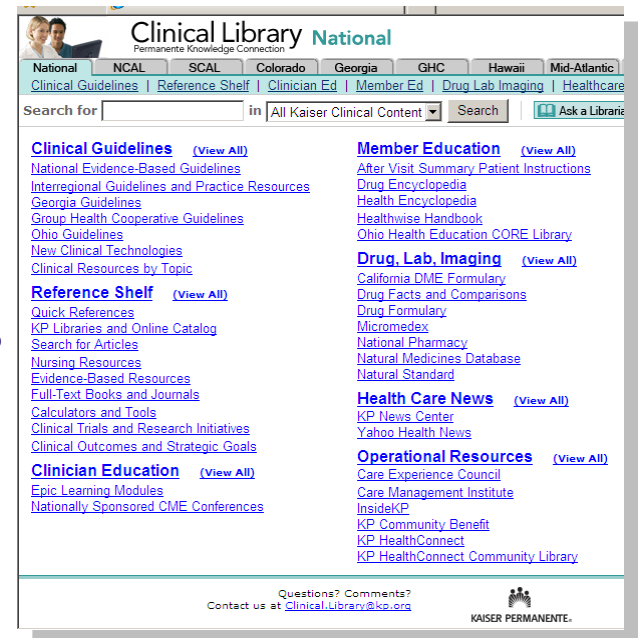 Clinical Library National
Permanente Knowledge Connection
National NCAL SCAL Colorado Georgia GHC Hawaii Mid-Atlantic
Clinical Guidelines | Reference Shelf | Clinician Ed | Member Ed | Drug Lab Imaging | Healthcare
Search for in All Kaiser Clinical Content Search Ask a Libraria
Clinical Guidelines (View All)
National Evidence-Based Guidelines
Interregional Guidelines and Practice Resources
Georgia Guidelines
Group Health Cooperative Guidelines
Ohio Guidelines
New Clinical Technologies
Clinical Resources by Topic
Reference Shelf (View All)
Quick References
KP Libraries and Online Catalog
Search for Articles
Nursing Resources
Evidence-Based Resources
Full-Text Books and Journals
Calculators and Tools
Clinical Trials and Research Initiatives
Clinical Outcomes and Strategic Goals
Clinician Education (View All)
Epic Learning Modules
Nationally Sponsored CME Conferences
Member Education (View All)
After Visit Summary Patient Instructions
Drug Encyclopedia
Health Encyclopedia
Healthwise Handbook
Ohio Health Education CORE Library
Drug, Lab, Imaging (View All)
California DME Formulary
Drug Facts and Comparisons
Drug Formulary
Micromedex
National Pharmacy
Natural Medicines Database
Natural Standard
Health Care News (View All)
KP News Center
Yahoo Health News
Operational Resources (View All)
Care Experience Council
Care Management Institute
InsideKP
KP Community Benefit
KP HealthConnect
KP HealthConnect Community Library
Questions? Comments?
Contact us at Clinical.Library@kp.org
KAISER PERMANENTE®